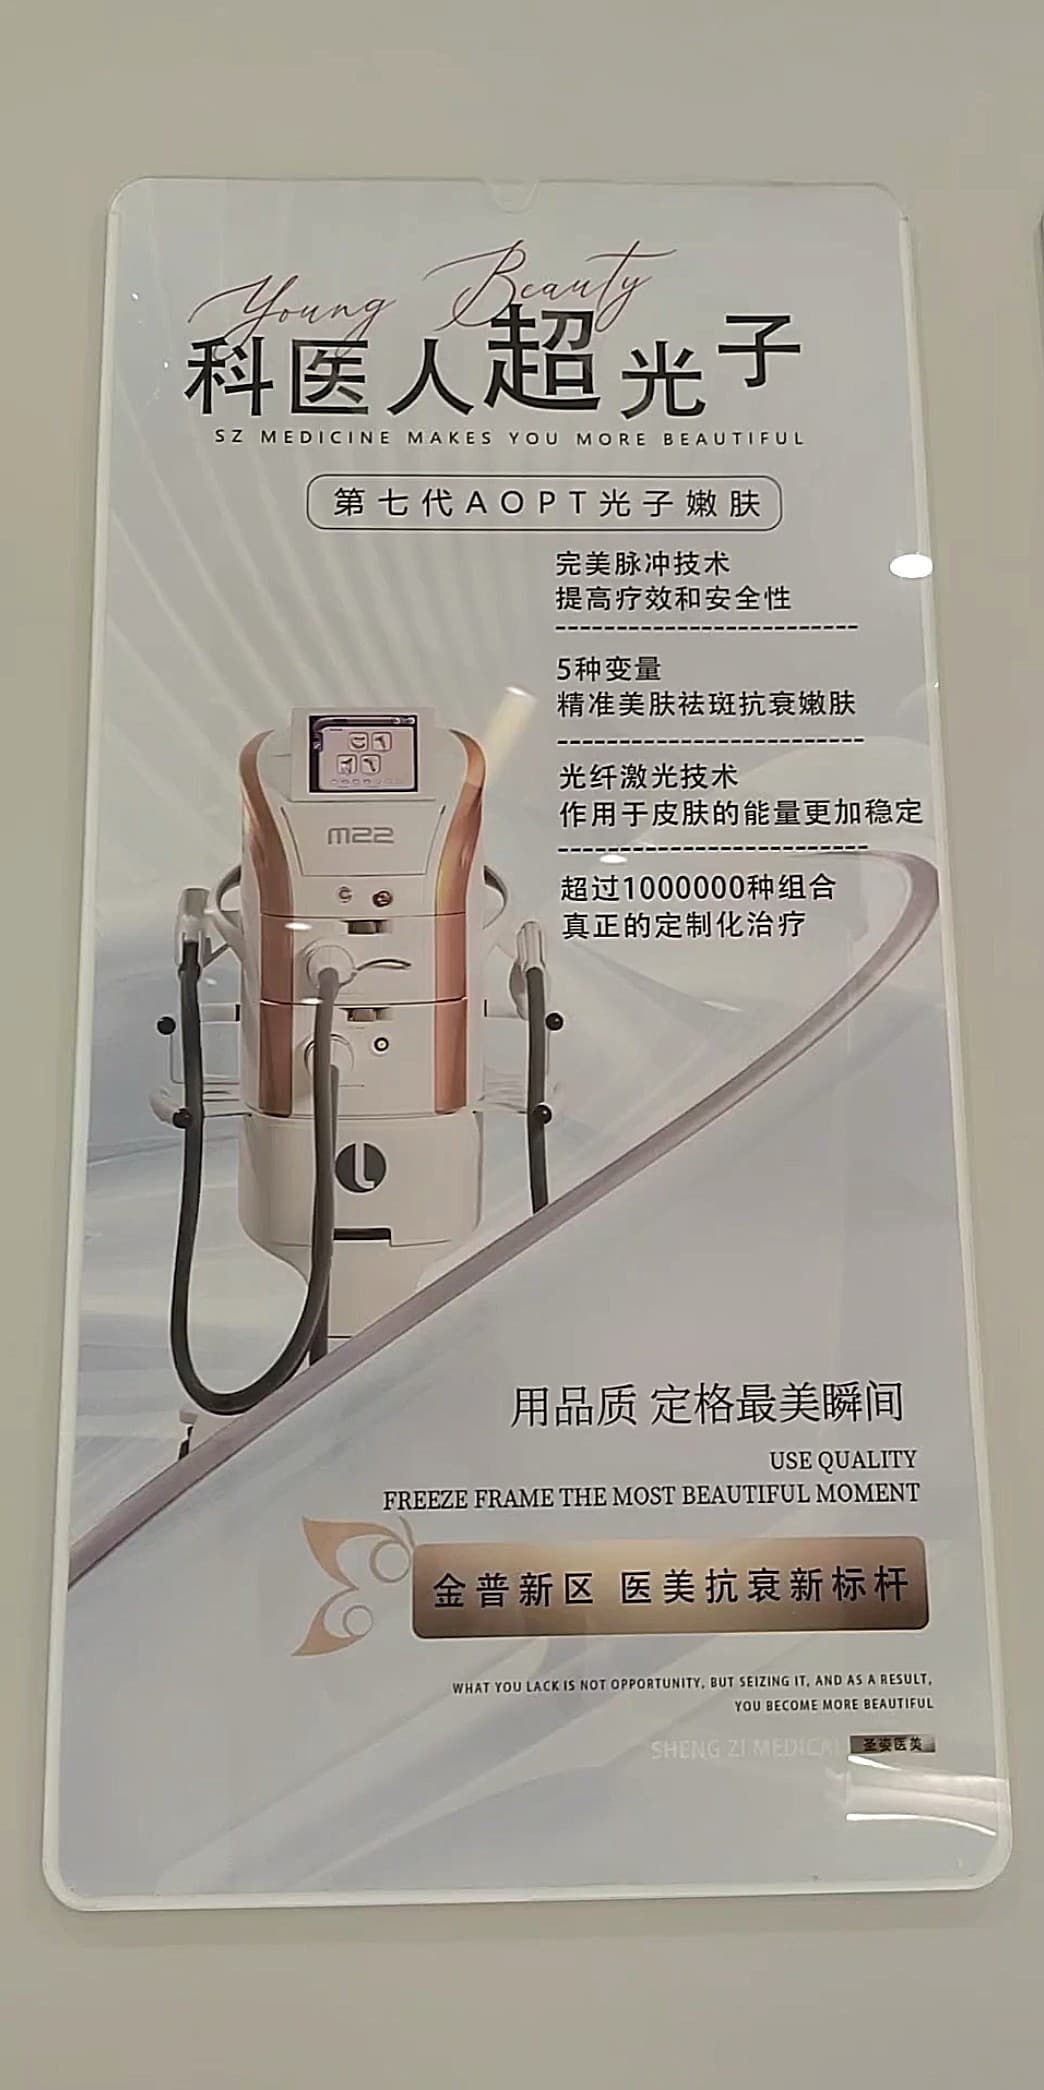 Young Beauty
科医人超光子
SZ MEDICINE MAKES YOU MORE BEAUTIFUL
第七代AOPT光子嫩肤
完美脉冲技术
提高疗效和安全性
5种变量
精准美肤祛斑抗衰嫩肤
光纤激光技术
作用于皮肤的能量更加稳定
超过1000000种组合
真正的定制化治疗
m22
用品质 定格最美瞬间
USE QUALITY
FREEZE FRAME THE MOST BEAUTIFUL MOMENT
金普新区 医美抗衰新标杆
WHAT YOU LACK IS NOT OPPORTUNITY, BUT SEIZING IT, AND AS A RESULT,
YOU BECOME MORE BEAUTIFUL
SHENG ZI MEDICAL 圣姿医美